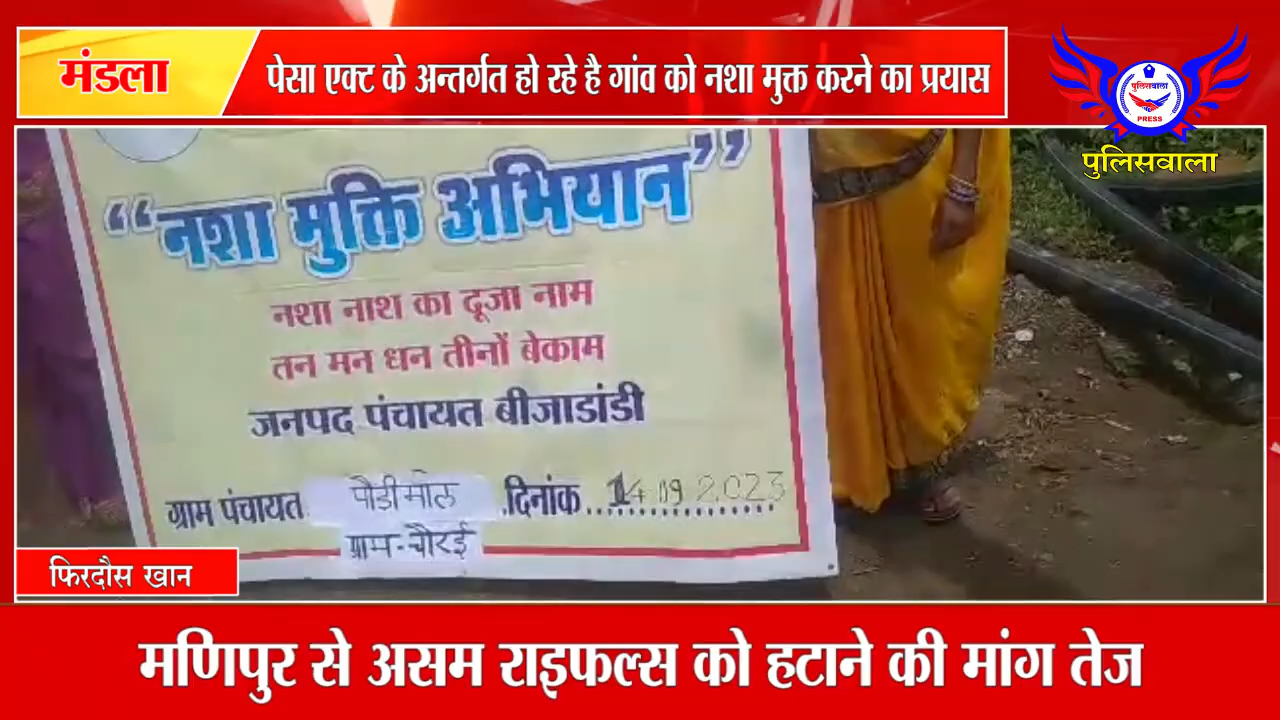 मंडला
पेसा एक्ट के अन्तर्गत हो रहे है गांव को नशा मुक्त करने का प्रयास
पुलिसवाला
PRESS
पुलिसवाला
“नशा मुक्ति अभियान”
नशा नाश का दूजा नाम
तन मन धन तीनों बेकाम
जनपद पंचायत बीजाडांडी
ग्राम पंचायत पौडीमाल दिनांक 14 09 2023
ग्राम-चौरई
फिरदौस खान
मणिपुर से असम राइफल्स को हटाने की मांग तेज